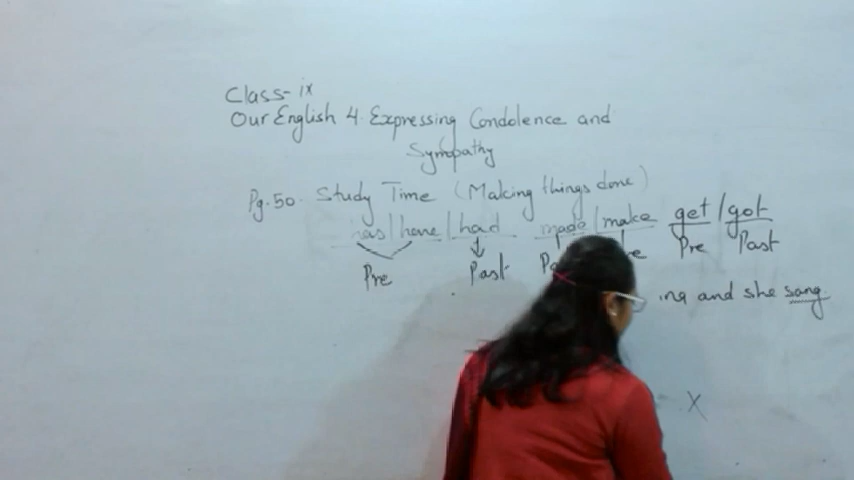 Class- ix
Our English 4. Expressing Condolence and
Sympathy
Pg. 50. Study Time (Making things done)
has/have/had made/make get/got
Pre Past Pre Past
ing and she sang.
X